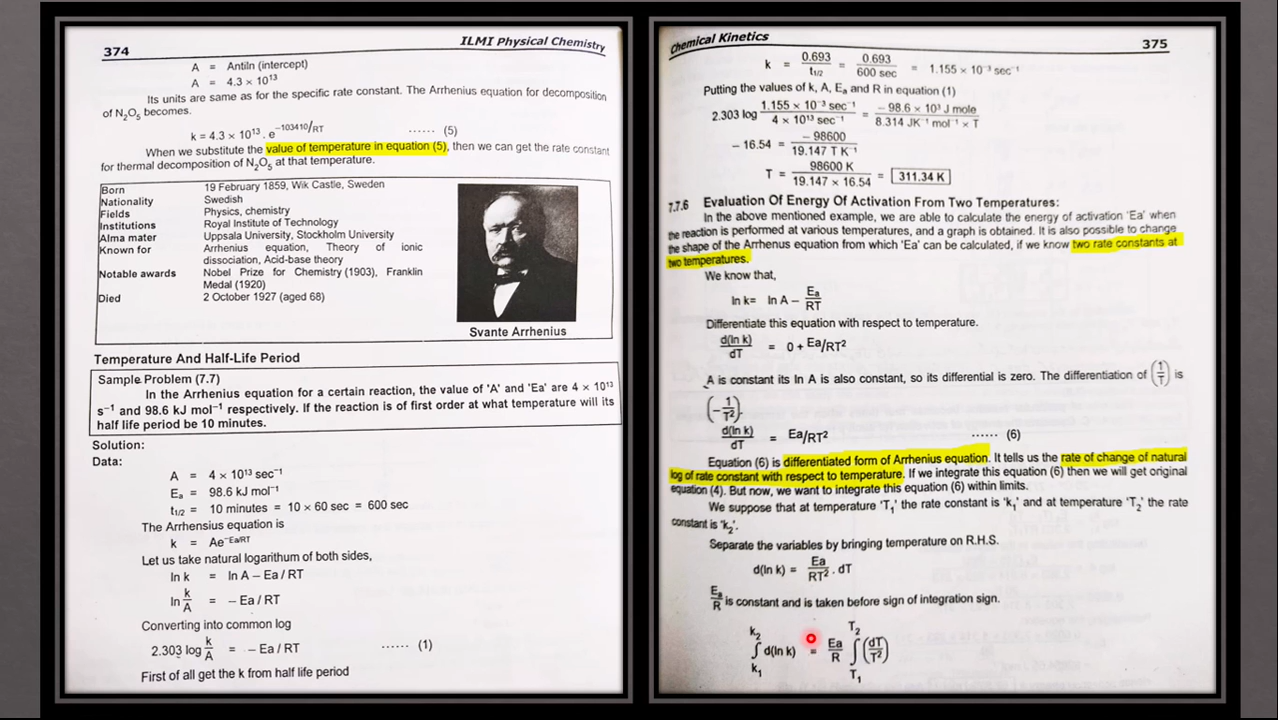 374
ILMI Physical Chemistry
A = Antiln (intercept)
A = 4.3 × 10¹³
Its units are same as for the specific rate constant. The Arrhenius equation for decomposition
of N₂O₅ becomes.
k = 4.3 × 10¹³ . e^–103410/RT ...... (5)
When we substitute the value of temperature in equation (5), then we can get the rate constant
for thermal decomposition of N₂O₅ at that temperature.
Born 19 February 1859, Wik Castle, Sweden
Nationality Swedish
Fields Physics, chemistry
Institutions Royal Institute of Technology
Alma mater Uppsala University, Stockholm University
Known for Arrhenius equation, Theory of ionic
dissociation, Acid-base theory
Notable awards Nobel Prize for Chemistry (1903), Franklin
Medal (1920)
Died 2 October 1927 (aged 68)
Svante Arrhenius
Temperature And Half-Life Period
Sample Problem (7.7)
In the Arrhenius equation for a certain reaction, the value of 'A' and 'Ea' are 4 × 10¹³
s⁻¹ and 98.6 kJ mol⁻¹ respectively. If the reaction is of first order at what temperature will its
half life period be 10 minutes.
Solution:
Data:
A = 4 × 10¹³ sec⁻¹
Eₐ = 98.6 kJ mol⁻¹
t₁/₂ = 10 minutes = 10 × 60 sec = 600 sec
The Arrhensius equation is
k = Ae^–Ea/RT
Let us take natural logarithm of both sides,
ln k = ln A – Ea / RT
ln k/A = – Ea / RT
Converting into common log
2.303 log k/A = – Ea / RT ...... (1)
First of all get the k from half life period
Chemical Kinetics
375
k = 0.693/t₁/₂ = 0.693/600 sec = 1.155 × 10⁻³ sec⁻¹
Putting the values of k, A, Eₐ and R in equation (1)
2.303 log 1.155 × 10⁻³ sec⁻¹/4 × 10¹³ sec⁻¹ = – 98.6 × 10³ J mole/8.314 JK⁻¹ mol⁻¹ × T
– 16.54 = – 98600/19.147 T K⁻¹
T = 98600 K/19.147 × 16.54 = 311.34 K
7.7.6 Evaluation Of Energy Of Activation From Two Temperatures:
In the above mentioned example, we are able to calculate the energy of activation 'Ea' when
the reaction is performed at various temperatures, and a graph is obtained. It is also possible to change
the shape of the Arrhenus equation from which 'Ea' can be calculated, if we know two rate constants at
two temperatures.
We know that,
ln k= ln A – Eₐ/RT
Differentiate this equation with respect to temperature.
d(ln k)/dT = 0 + Ea/RT²
A is constant its ln A is also constant, so its differential is zero. The differentiation of (1/T) is
(–1/T²).
d(ln k)/dT = Ea/RT² ...... (6)
Equation (6) is differentiated form of Arrhenius equation. It tells us the rate of change of natural
log of rate constant with respect to temperature. If we integrate this equation (6) then we will get original
equation (4). But now, we want to integrate this equation (6) within limits.
We suppose that at temperature 'T₁' the rate constant is 'k₁' and at temperature 'T₂' the rate
constant is 'k₂'.
Separate the variables by bringing temperature on R.H.S.
d(ln k) = Ea/RT² . dT
Eₐ/R is constant and is taken before sign of integration sign.
k₂ ∫ k₁ d(ln k) = Ea/R T₂ ∫ T₁ (dT/T²)